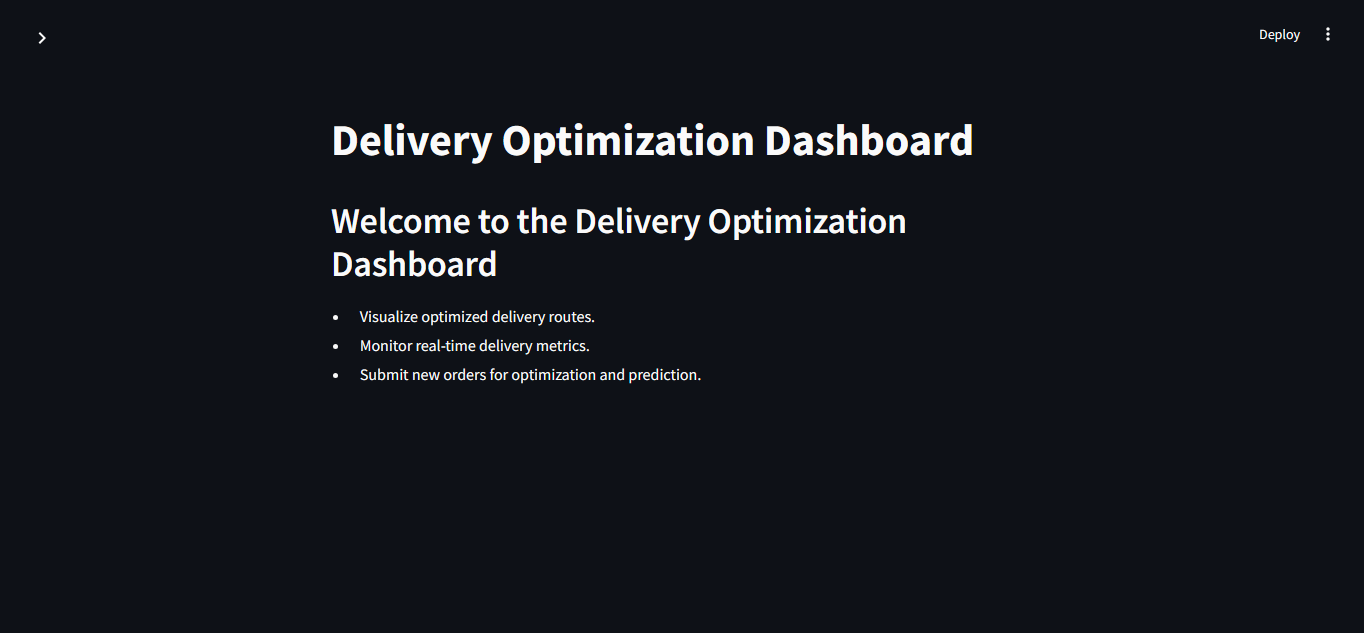 Deploy
Delivery Optimization Dashboard
Welcome to the Delivery Optimization
Dashboard
• Visualize optimized delivery routes.
• Monitor real-time delivery metrics.
• Submit new orders for optimization and prediction.